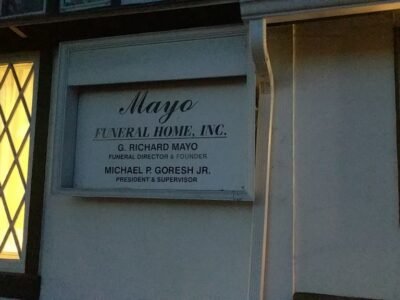 Mayo
FUNERAL HOME, INC.
G. RICHARD MAYO
FUNERAL DIRECTOR & FOUNDER
MICHAEL P. GORESH JR.
PRESIDENT & SUPERVISOR